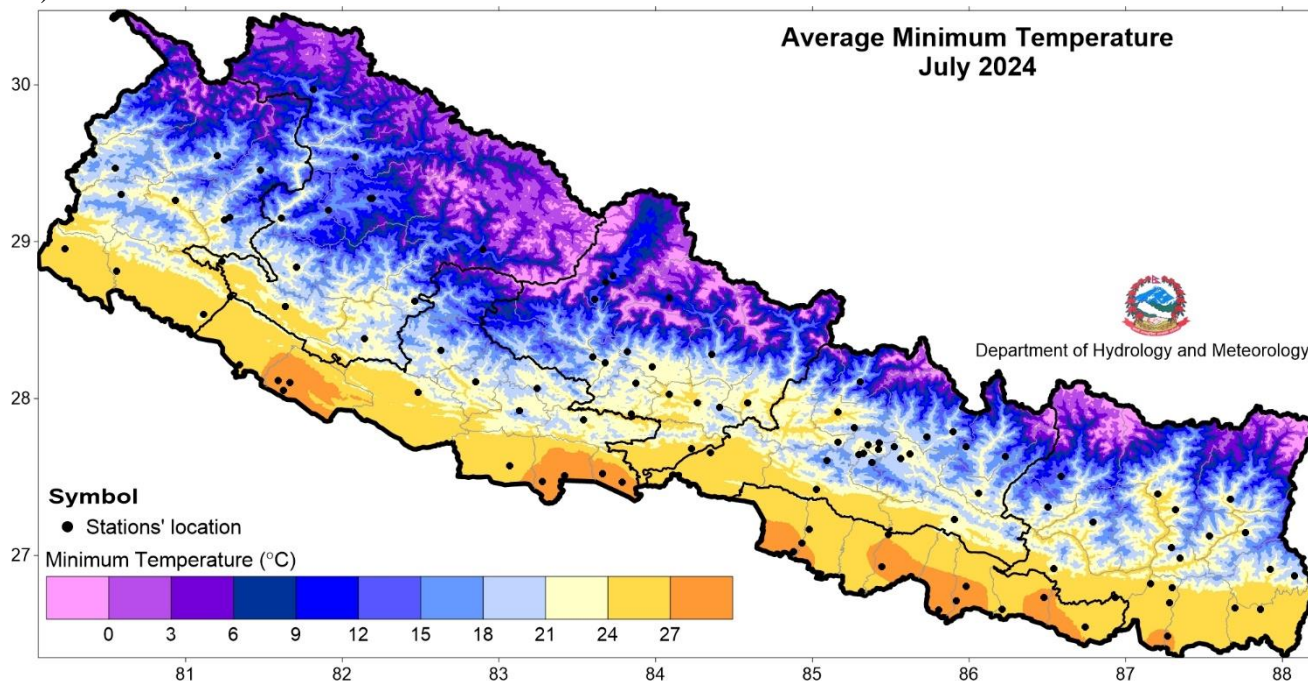 Average Minimum Temperature
July 2024
30
29
28
27
Department of Hydrology and Meteorology
Symbol
Stations' location
Minimum Temperature (°C)
0 3 6 9 12 15 18 21 24 27
81 82 83 84 85 86 87 88